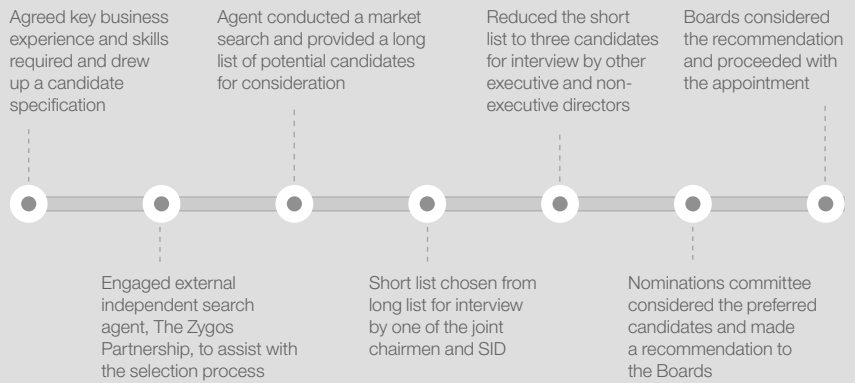 Agreed key business
experience and skills
required and drew
up a candidate
specification
Engaged external
independent search
agent, The Zygos
Partnership, to assist with
the selection process
Agent conducted a market
search and provided a long
list of potential candidates
for consideration
Short list chosen from
long list for interview
by one of the joint
chairmen and SID
Reduced the short
list to three candidates
for interview by other
executive and non-
executive directors
Nominations committee
considered the preferred
candidates and made
a recommendation to
the Boards
Boards considered
the recommendation
and proceeded with
the appointment